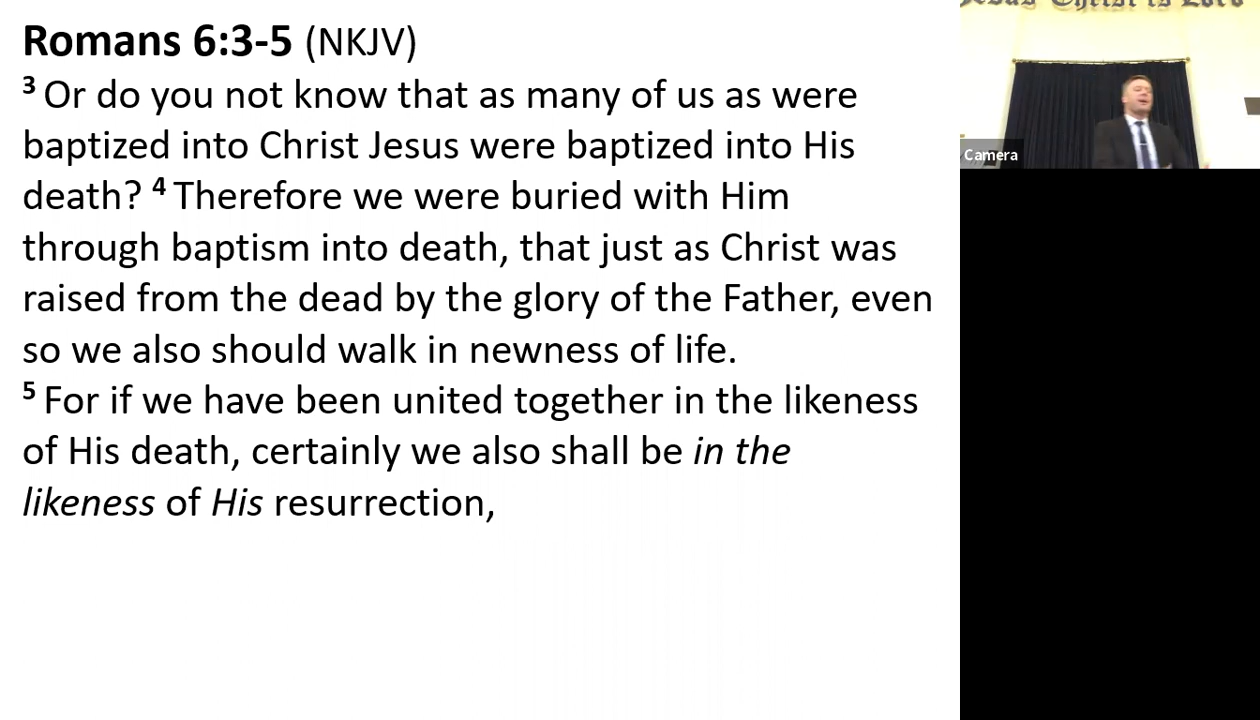 Romans 6:3-5 (NKJV)
3 Or do you not know that as many of us as were
baptized into Christ Jesus were baptized into His
death? 4 Therefore we were buried with Him
through baptism into death, that just as Christ was
raised from the dead by the glory of the Father, even
so we also should walk in newness of life.
5 For if we have been united together in the likeness
of His death, certainly we also shall be in the
likeness of His resurrection,
Jesus Christ is Lord
Camera